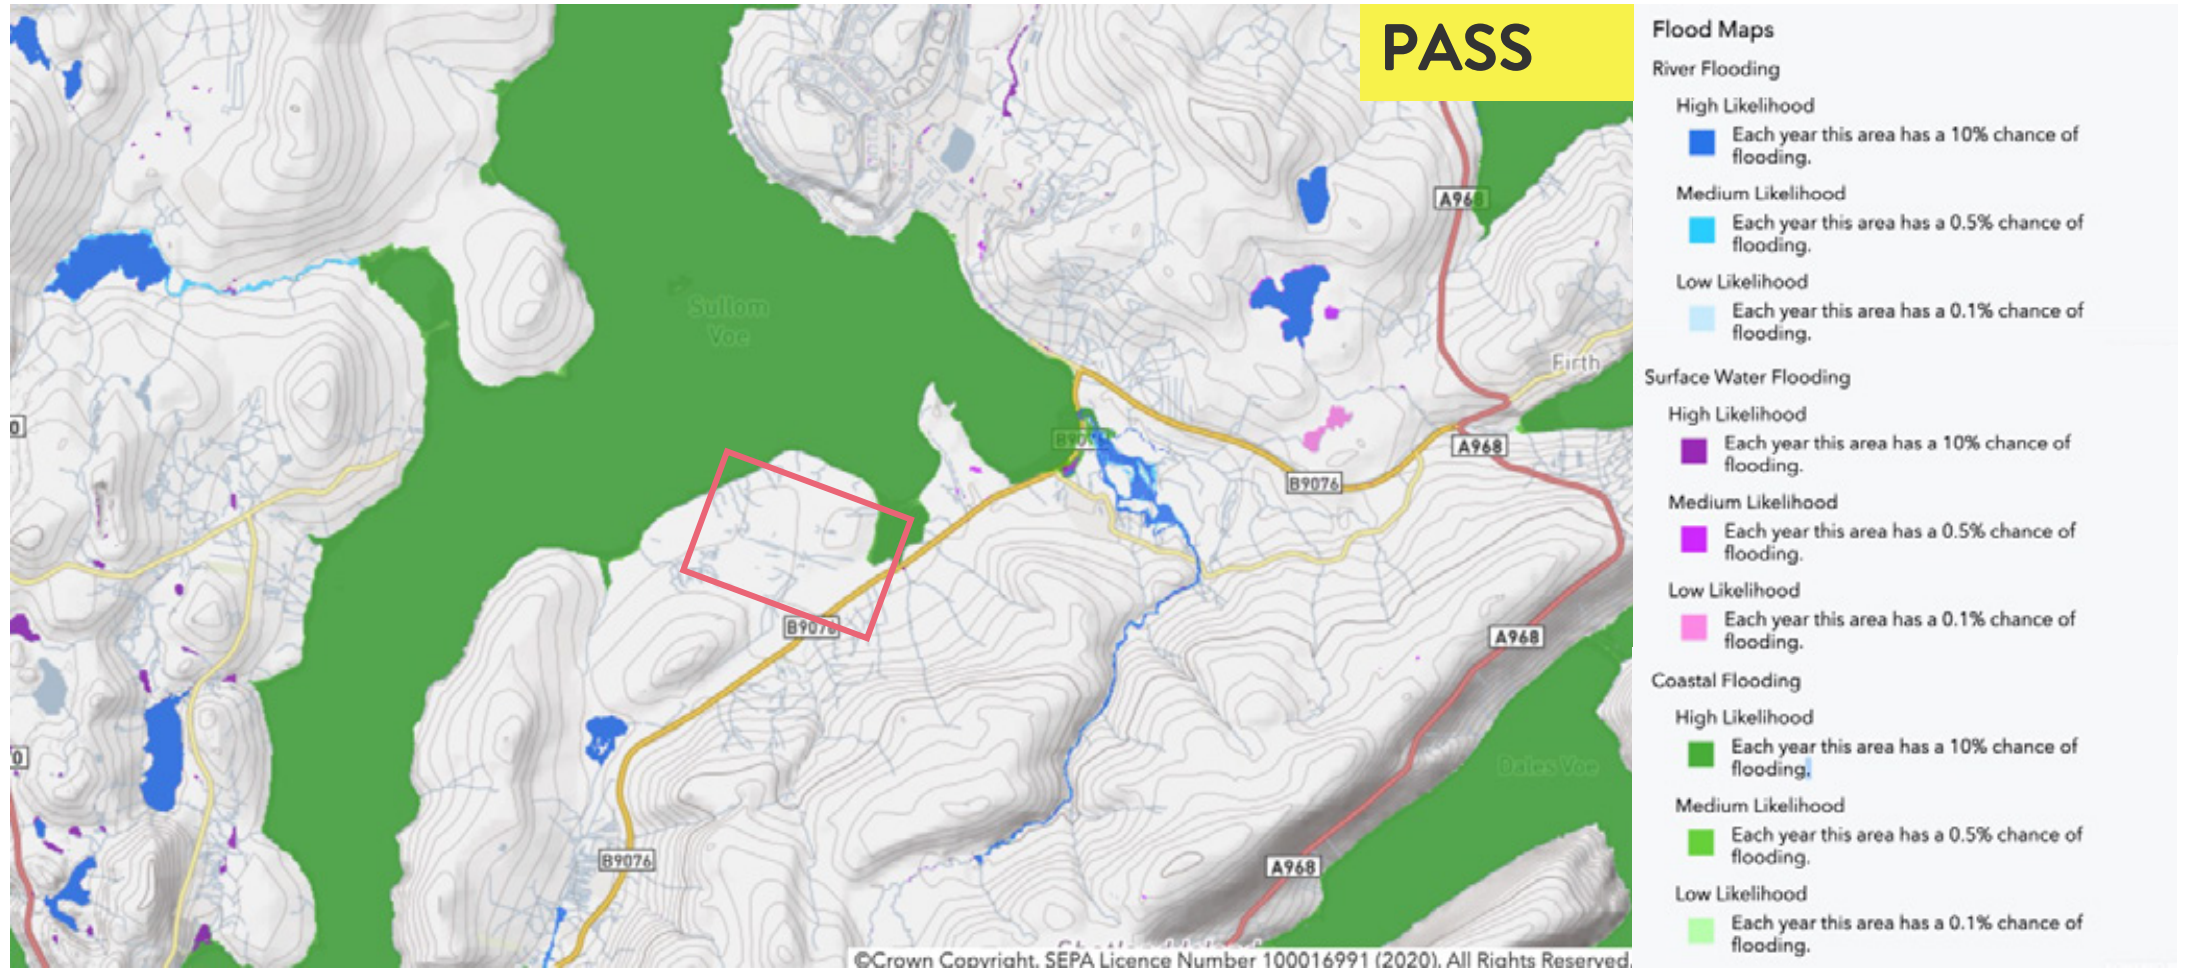 PASS
A968
Sullom
Voe
Firth
A968
B9076
A968
B9076
Dales Voe
B9076
A968
©Crown Copyright. SEPA Licence Number 100016991 (2020). All Rights Reserved.
Flood Maps
River Flooding
High Likelihood
Each year this area has a 10% chance of
flooding.
Medium Likelihood
Each year this area has a 0.5% chance of
flooding.
Low Likelihood
Each year this area has a 0.1% chance of
flooding.
Surface Water Flooding
High Likelihood
Each year this area has a 10% chance of
flooding.
Medium Likelihood
Each year this area has a 0.5% chance of
flooding.
Low Likelihood
Each year this area has a 0.1% chance of
flooding.
Coastal Flooding
High Likelihood
Each year this area has a 10% chance of
flooding.
Medium Likelihood
Each year this area has a 0.5% chance of
flooding.
Low Likelihood
Each year this area has a 0.1% chance of
flooding.